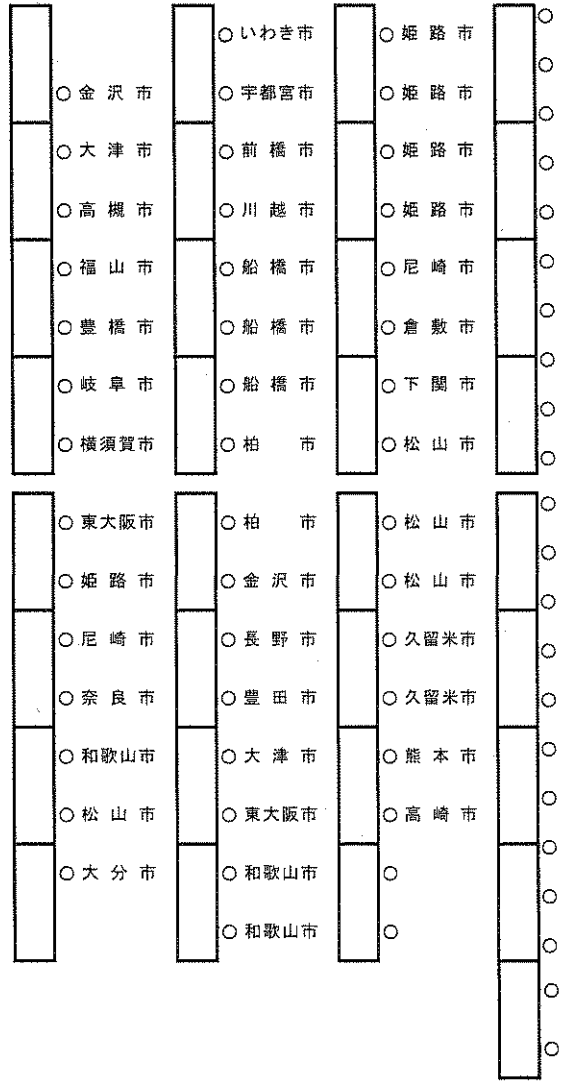 ○金沢市
○大津市
○高槻市
○福山市
○豊橋市
○岐阜市
○横須賀市
○いわき市
○宇都宮市
○前橋市
○川越市
○船橋市
○船橋市
○船橋市
○柏市
○姫路市
○姫路市
○姫路市
○姫路市
○尼崎市
○倉敷市
○下関市
○松山市
○
○
○
○
○
○
○
○
○
○
○東大阪市
○姫路市
○尼崎市
○奈良市
○和歌山市
○松山市
○大分市
○柏市
○金沢市
○長野市
○豊田市
○大津市
○東大阪市
○和歌山市
○和歌山市
○松山市
○松山市
○久留米市
○久留米市
○熊本市
○高崎市
○
○
○
○
○
○
○
○
○
○
○
○
○
○